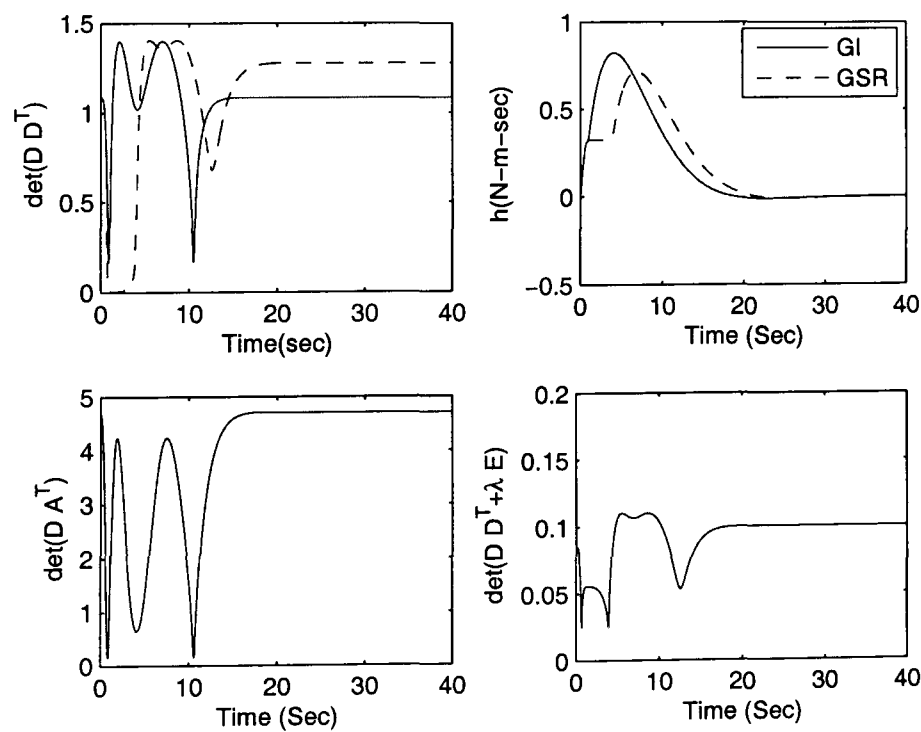 1.5
1
0.5
0
det(D D^T)
0 10 20 30 40
Time(sec)
1
0.5
0
−0.5
h(N−m−sec)
GI
GSR
0 10 20 30 40
Time (Sec)
5
4
3
2
1
0
det(D A^T)
0 10 20 30 40
Time (Sec)
0.2
0.15
0.1
0.05
0
det(D D^T+λ E)
0 10 20 30 40
Time (Sec)